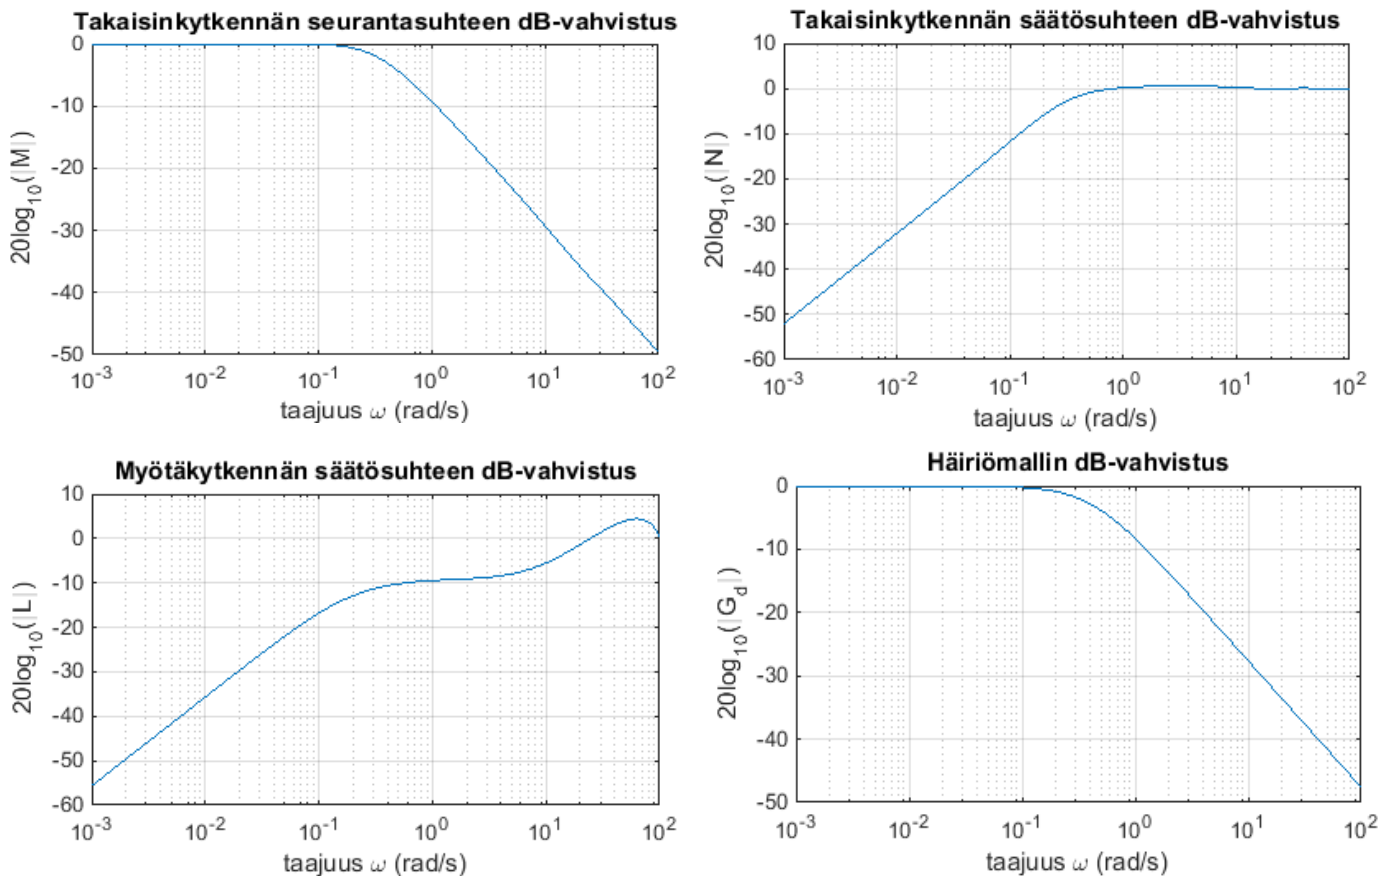 Takaisinkytkennän seurantasuhteen dB-vahvistus
0
-10
-20
-30
-40
-50
20log10(|M|)
10^-3 10^-2 10^-1 10^0 10^1 10^2
taajuus ω (rad/s)
Takaisinkytkennän säätösuhteen dB-vahvistus
10
0
-10
-20
-30
-40
-50
-60
20log10(|N|)
10^-3 10^-2 10^-1 10^0 10^1 10^2
taajuus ω (rad/s)
Myötäkytkennän säätösuhteen dB-vahvistus
10
0
-10
-20
-30
-40
-50
-60
20log10(|L|)
10^-3 10^-2 10^-1 10^0 10^1 10^2
taajuus ω (rad/s)
Häiriömallin dB-vahvistus
0
-10
-20
-30
-40
-50
20log10(|Gd|)
10^-3 10^-2 10^-1 10^0 10^1 10^2
taajuus ω (rad/s)